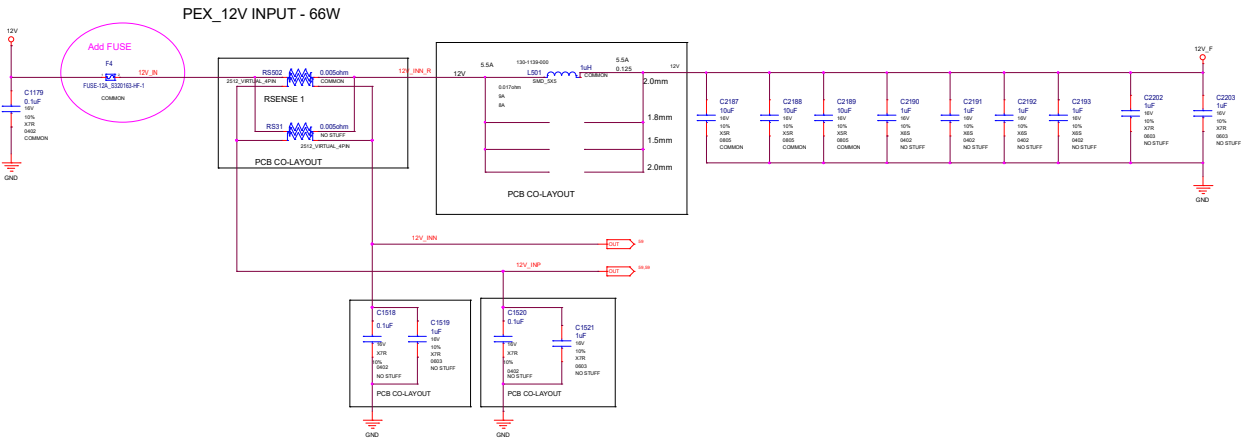 PEX_12V INPUT - 66W
12V
Add FUSE
F4
12V_IN
FUSE-12A_S320163-HF-1
COMMON
C1179
0.1uF
16V
10%
X7R
0402
COMMON
GND
RS502
0.005ohm
2512_VIRTUAL_4PIN
COMMON
RSENSE 1
RS31
0.005ohm
NO STUFF
2512_VIRTUAL_4PIN
PCB CO-LAYOUT
12V_INN_R
5.5A
130-1139-000
1uH
5.5A
0.125
12V
L501
COMMON
SMD_5X5
12V
2.0mm
0.017ohm
9A
8A
1.8mm
1.5mm
2.0mm
PCB CO-LAYOUT
12V_F
C2187
10uF
16V
10%
X5R
0805
COMMON
C2188
10uF
16V
10%
X5R
0805
COMMON
C2189
10uF
16V
10%
X5R
0805
COMMON
C2190
1uF
16V
10%
X6S
0402
NO STUFF
C2191
1uF
16V
10%
X6S
0402
NO STUFF
C2192
1uF
16V
10%
X6S
0402
NO STUFF
C2193
1uF
16V
10%
X6S
0402
NO STUFF
C2202
1uF
16V
10%
X7R
0603
NO STUFF
C2203
1uF
16V
10%
X7R
0603
NO STUFF
GND
12V_INN
OUT
12V_INP
OUT
C1518
0.1uF
16V
X7R
10%
0402
NO STUFF
C1519
1uF
16V
10%
X7R
0603
NO STUFF
PCB CO-LAYOUT
GND
C1520
0.1uF
16V
X7R
10%
0402
NO STUFF
C1521
1uF
16V
10%
X7R
0603
NO STUFF
PCB CO-LAYOUT
GND